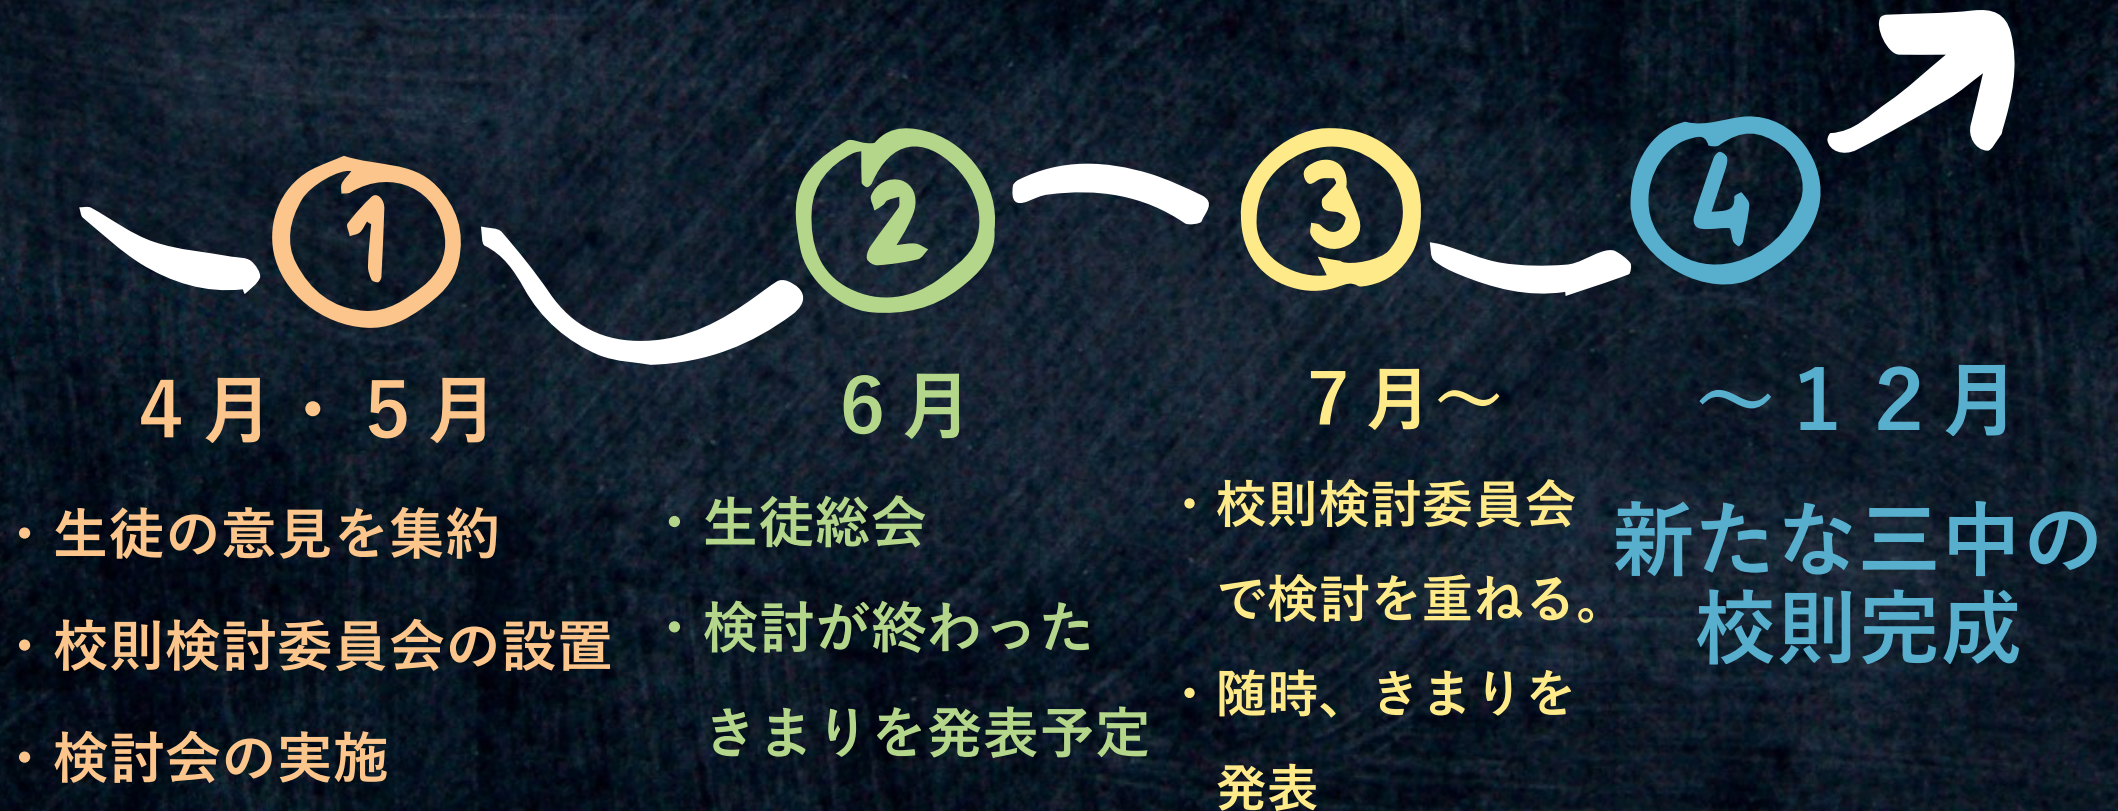 1
4月・5月
・生徒の意見を集約
・校則検討委員会の設置
・検討会の実施
2
6月
・生徒総会
・検討が終わった
きまりを発表予定
3
7月～
・校則検討委員会
で検討を重ねる。
・随時、きまりを
発表
4
～12月
新たな三中の
校則完成